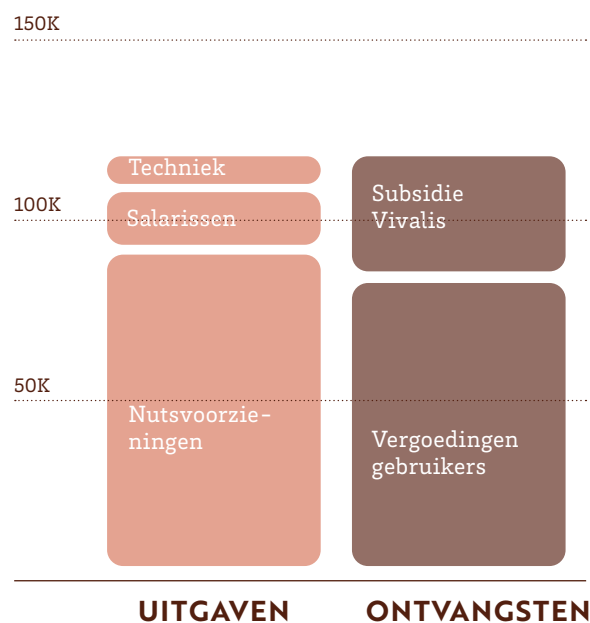 150K
Techniek
100K
Salarissen
Subsidie
Vivalis
50K
Nutsvoorzie-
ningen
Vergoedingen
gebruikers
UITGAVEN
ONTVANGSTEN